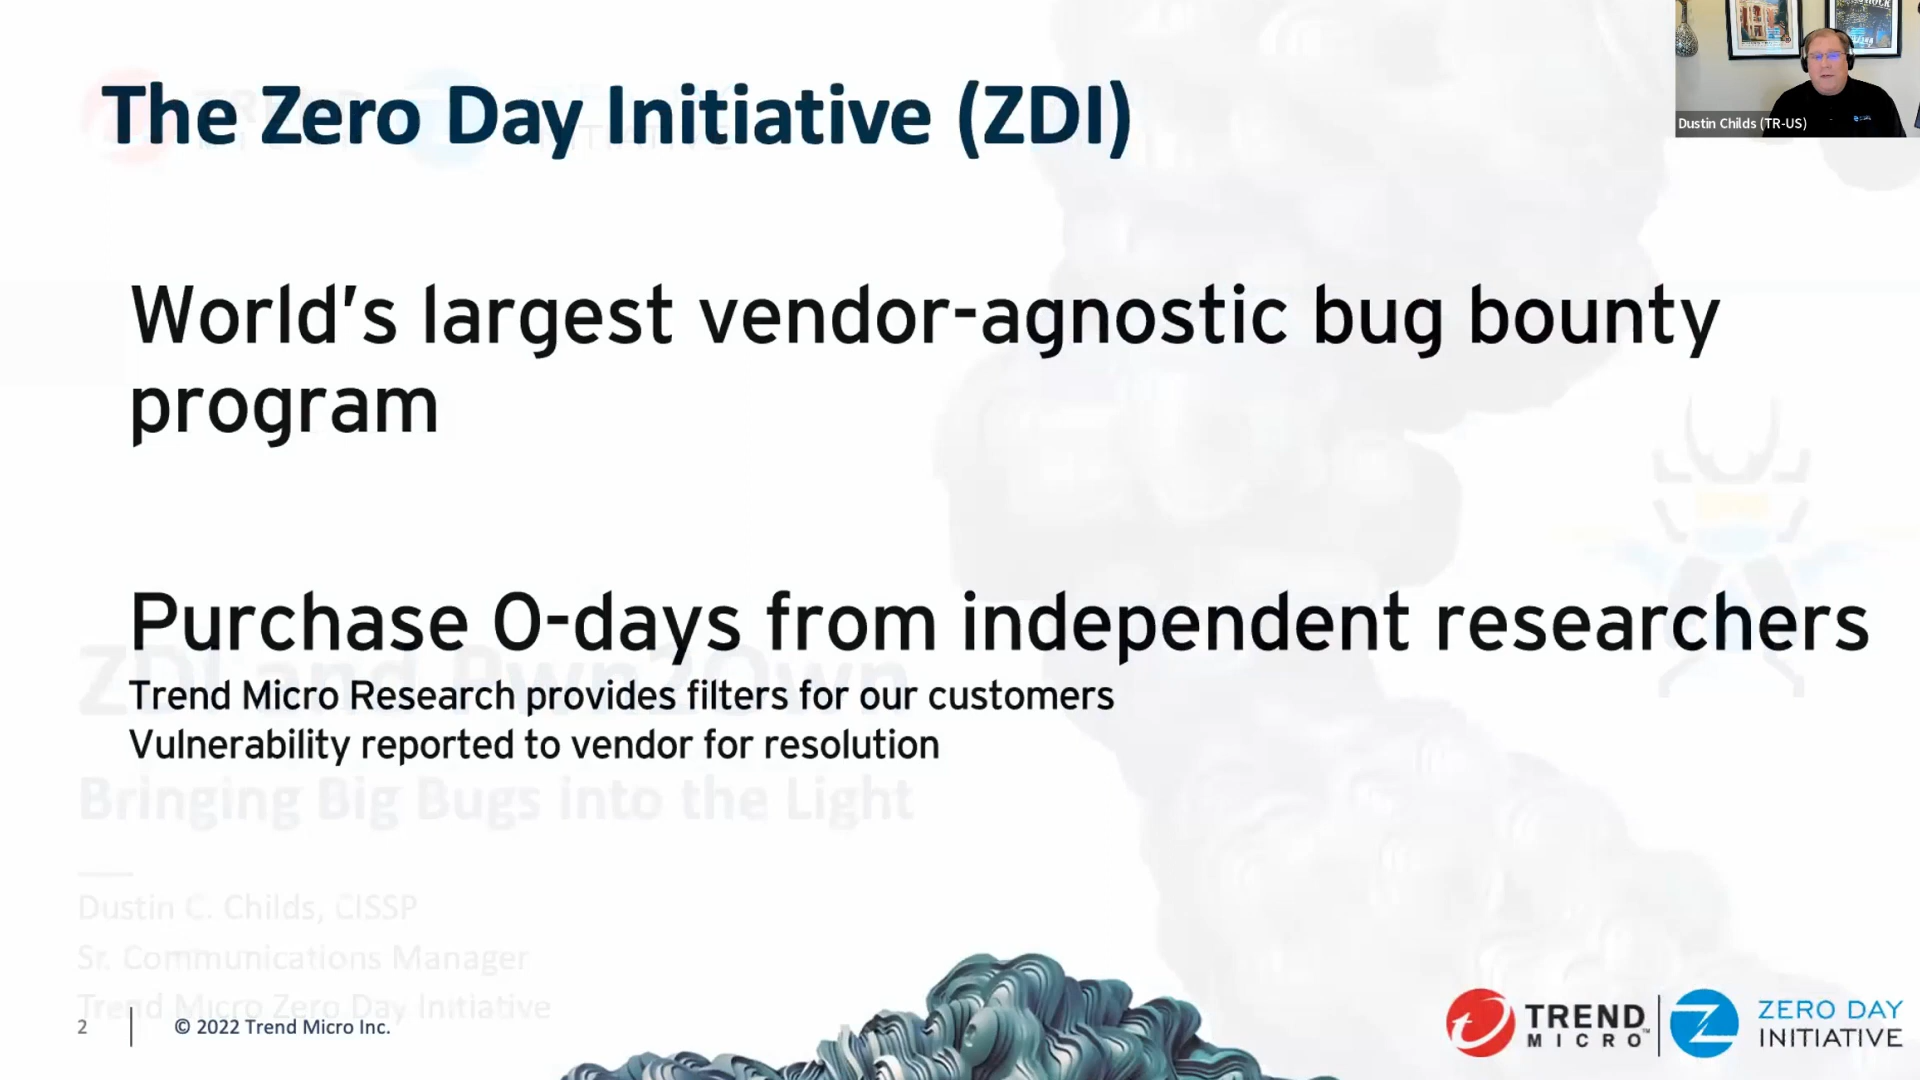 The Zero Day Initiative (ZDI)
Dustin Childs (TR-US)
World's largest vendor-agnostic bug bounty
program
Purchase 0-days from independent researchers
ZDI and Pwn2Own
Trend Micro Research provides filters for our customers
Vulnerability reported to vendor for resolution
Bringing Big Bugs into the Light
Dustin C. Childs, CISSP
Sr. Communications Manager
Trend Micro Zero Day Initiative
2
© 2022 Trend Micro Inc.
TREND
MICRO™
ZERO DAY
INITIATIVE